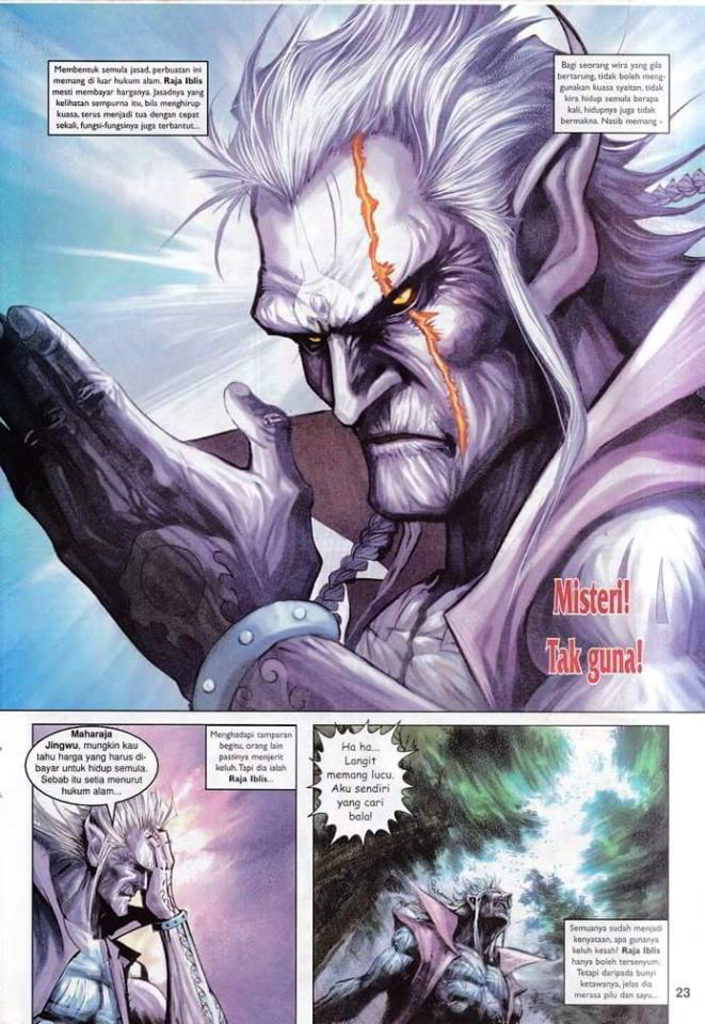 Membentuk semula jasad, perbuatan ini
memang di luar hukum alam. Raja Iblis
mesti membayar harganya. Jasadnya yang
kelihatan sempurna itu, bila menghirup
kuasa, terus menjadi tua dengan cepat
sekali, fungsi-fungsinya juga terbantut...
Bagi seorang wira yang gila
bertarung, tidak boleh meng-
gunakan kuasa syaitan, tidak
kira hidup semula berapa
kali, hidupnya juga tidak
bermakna. Nasib memang -
Misteri!
Tak guna!
Maharaja
Jingwu, mungkin kau
tahu harga yang harus di-
bayar untuk hidup semula.
Sebab itu setia menurut
hukum alam...
Menghadapi tamparan
begitu, orang lain
pastinya menjerit
keluh. Tapi dia ialah
Raja Iblis...
Ha ha...
Langit
memang lucu.
Aku sendiri
yang cari
bala!
Semuanya sudah menjadi
kenyataan, apa gunanya
keluh kesah? Raja Iblis
hanya boleh tersenyum.
Tetapi daripada bunyi
ketawanya, jelas dia
merasa pilu dan sayu...
23